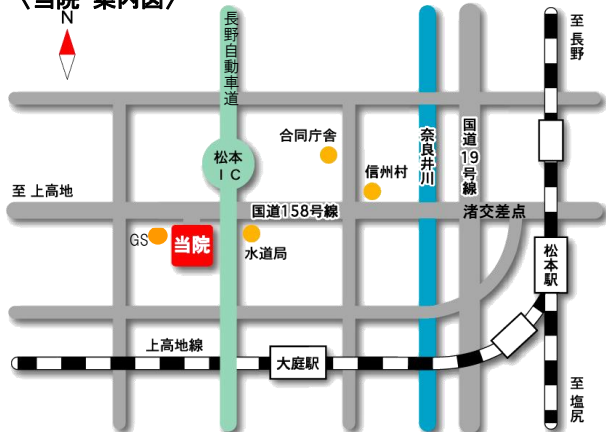 〈当院 案内図〉
N
長野自動車道
至 長野
合同庁舎
奈良井川
国道19号線
松本
IC
信州村
至 上高地
国道158号線
渚交差点
GS
当院
水道局
松本駅
上高地線
大庭駅
至 塩尻